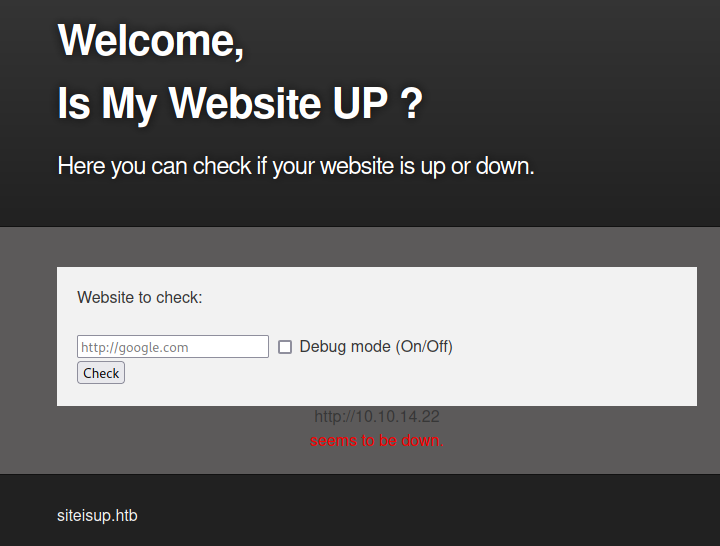 Welcome,
Is My Website UP ?
Here you can check if your website is up or down.
Website to check:
http://google.com Debug mode (On/Off)
Check
http://10.10.14.22
seems to be down.
siteisup.htb